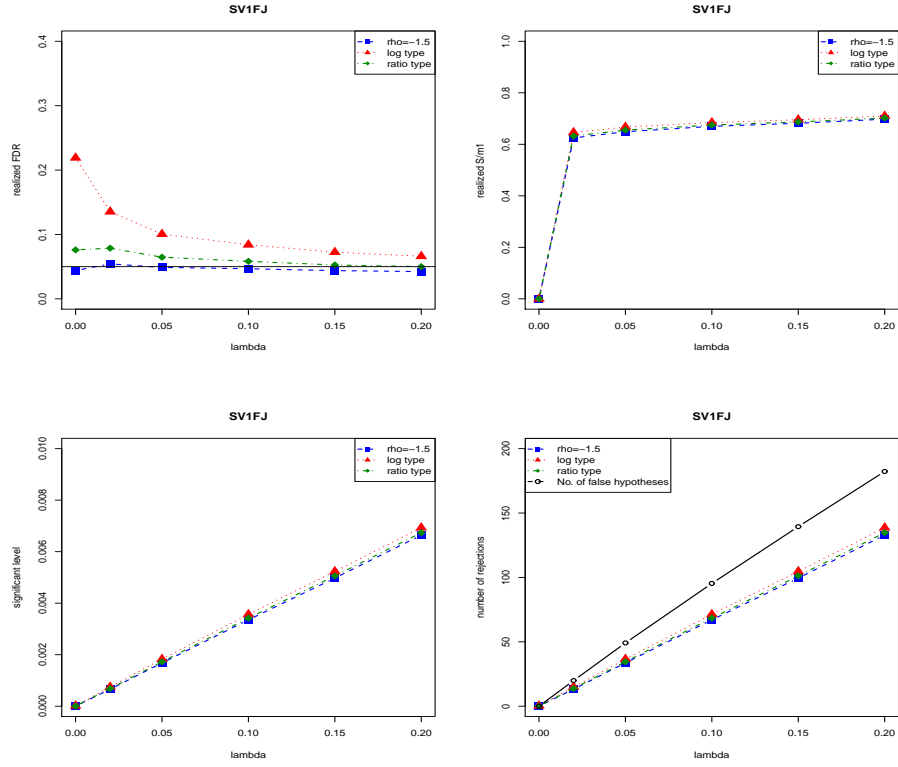 SV1FJ
realized FDR
0.4
0.3
0.2
0.1
0.0
rho=−1.5
log type
ratio type
0.00 0.05 0.10 0.15 0.20
lambda
SV1FJ
realized S/m1
1.0
0.8
0.6
0.4
0.2
0.0
rho=−1.5
log type
ratio type
0.00 0.05 0.10 0.15 0.20
lambda
SV1FJ
significant level
0.010
0.008
0.006
0.004
0.002
0.000
rho=−1.5
log type
ratio type
0.00 0.05 0.10 0.15 0.20
lambda
SV1FJ
number of rejections
200
150
100
50
0
rho=−1.5
log type
ratio type
No. of false hypotheses
0.00 0.05 0.10 0.15 0.20
lambda